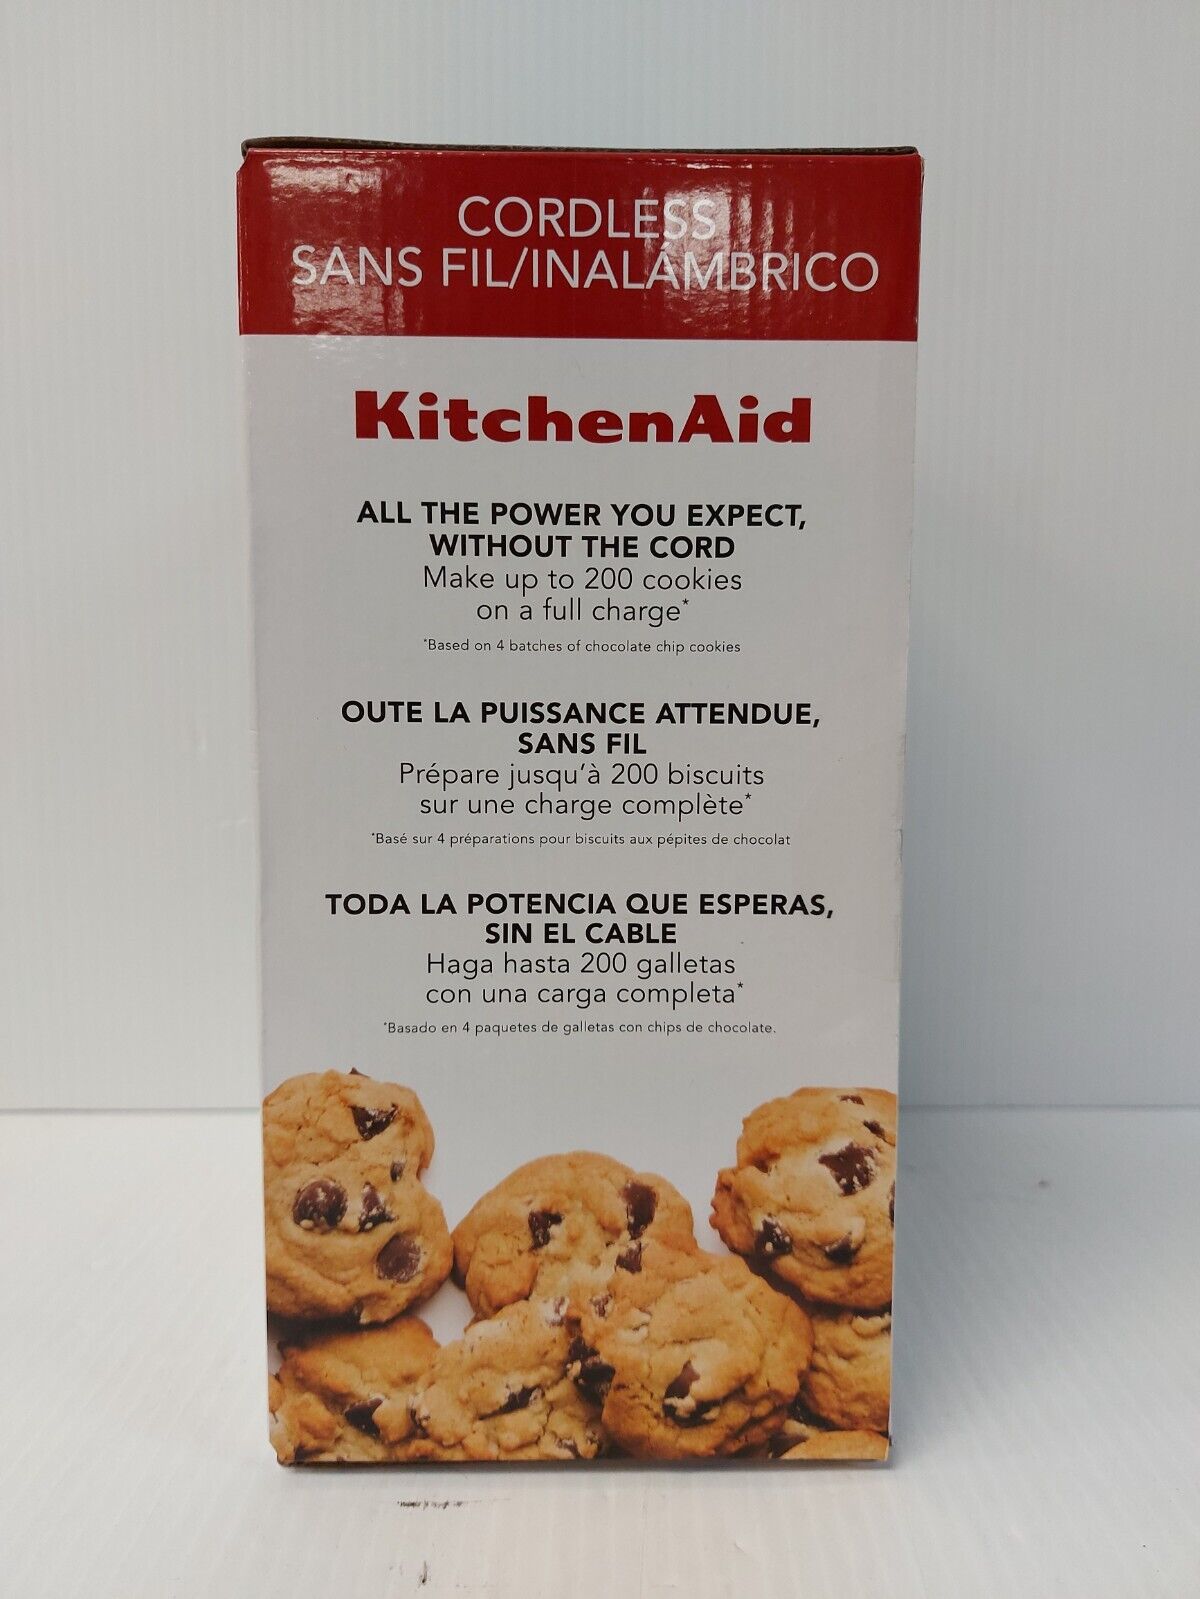 CORDLESS
SANS FIL/INALÁMBRICO
KitchenAid
ALL THE POWER YOU EXPECT,
WITHOUT THE CORD
Make up to 200 cookies
on a full charge*
*Based on 4 batches of chocolate chip cookies
OUTE LA PUISSANCE ATTENDUE,
SANS FIL
Prépare jusqu'à 200 biscuits
sur une charge complète*
*Basé sur 4 préparations pour biscuits aux pépites de chocolat
TODA LA POTENCIA QUE ESPERAS,
SIN EL CABLE
Haga hasta 200 galletas
con una carga completa*
*Basado en 4 paquetes de galletas con chips de chocolate.